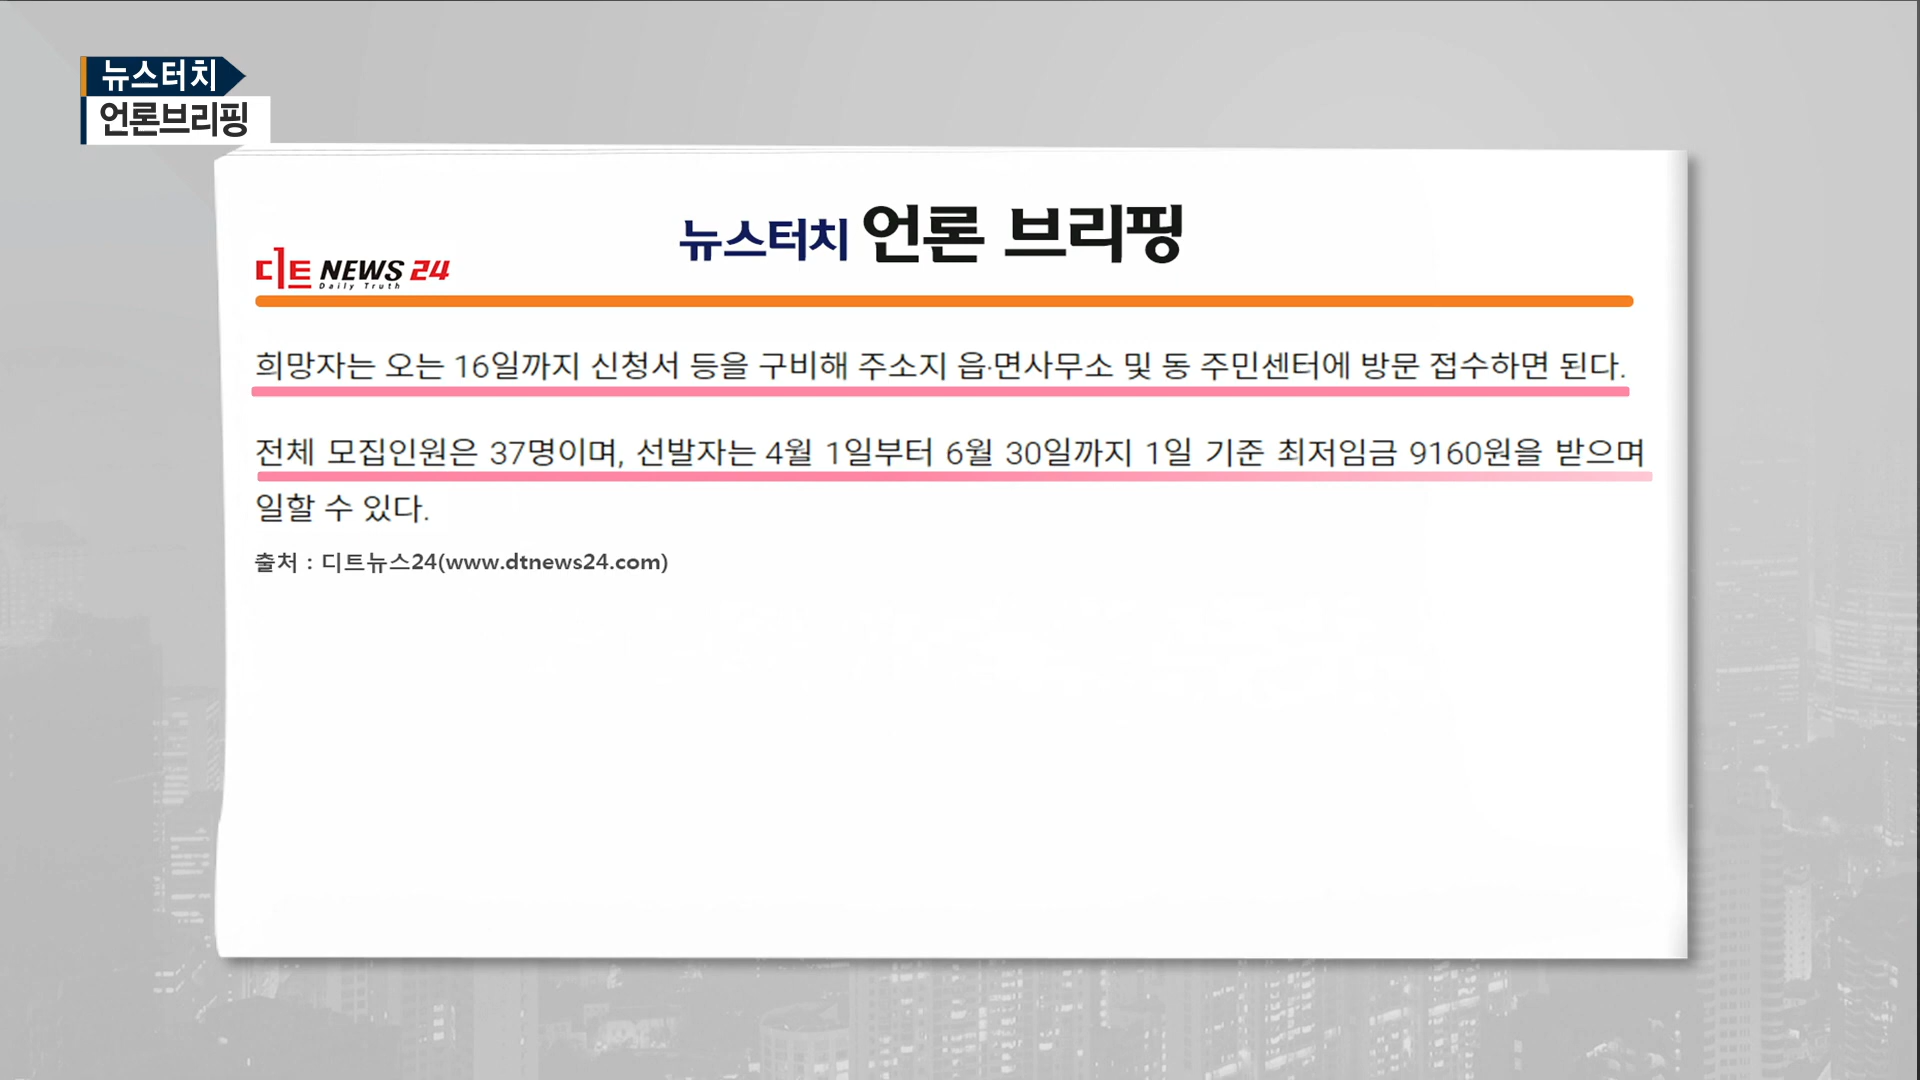 뉴스터치
언론브리핑
뉴스터치 언론 브리핑
디트 NEWS 24
Daily Truth
희망자는 오는 16일까지 신청서 등을 구비해 주소지 읍·면사무소 및 동 주민센터에 방문 접수하면 된다.
전체 모집인원은 37명이며, 선발자는 4월 1일부터 6월 30일까지 1일 기준 최저임금 9160원을 받으며
일할 수 있다.
출처 : 디트뉴스24(www.dtnews24.com)